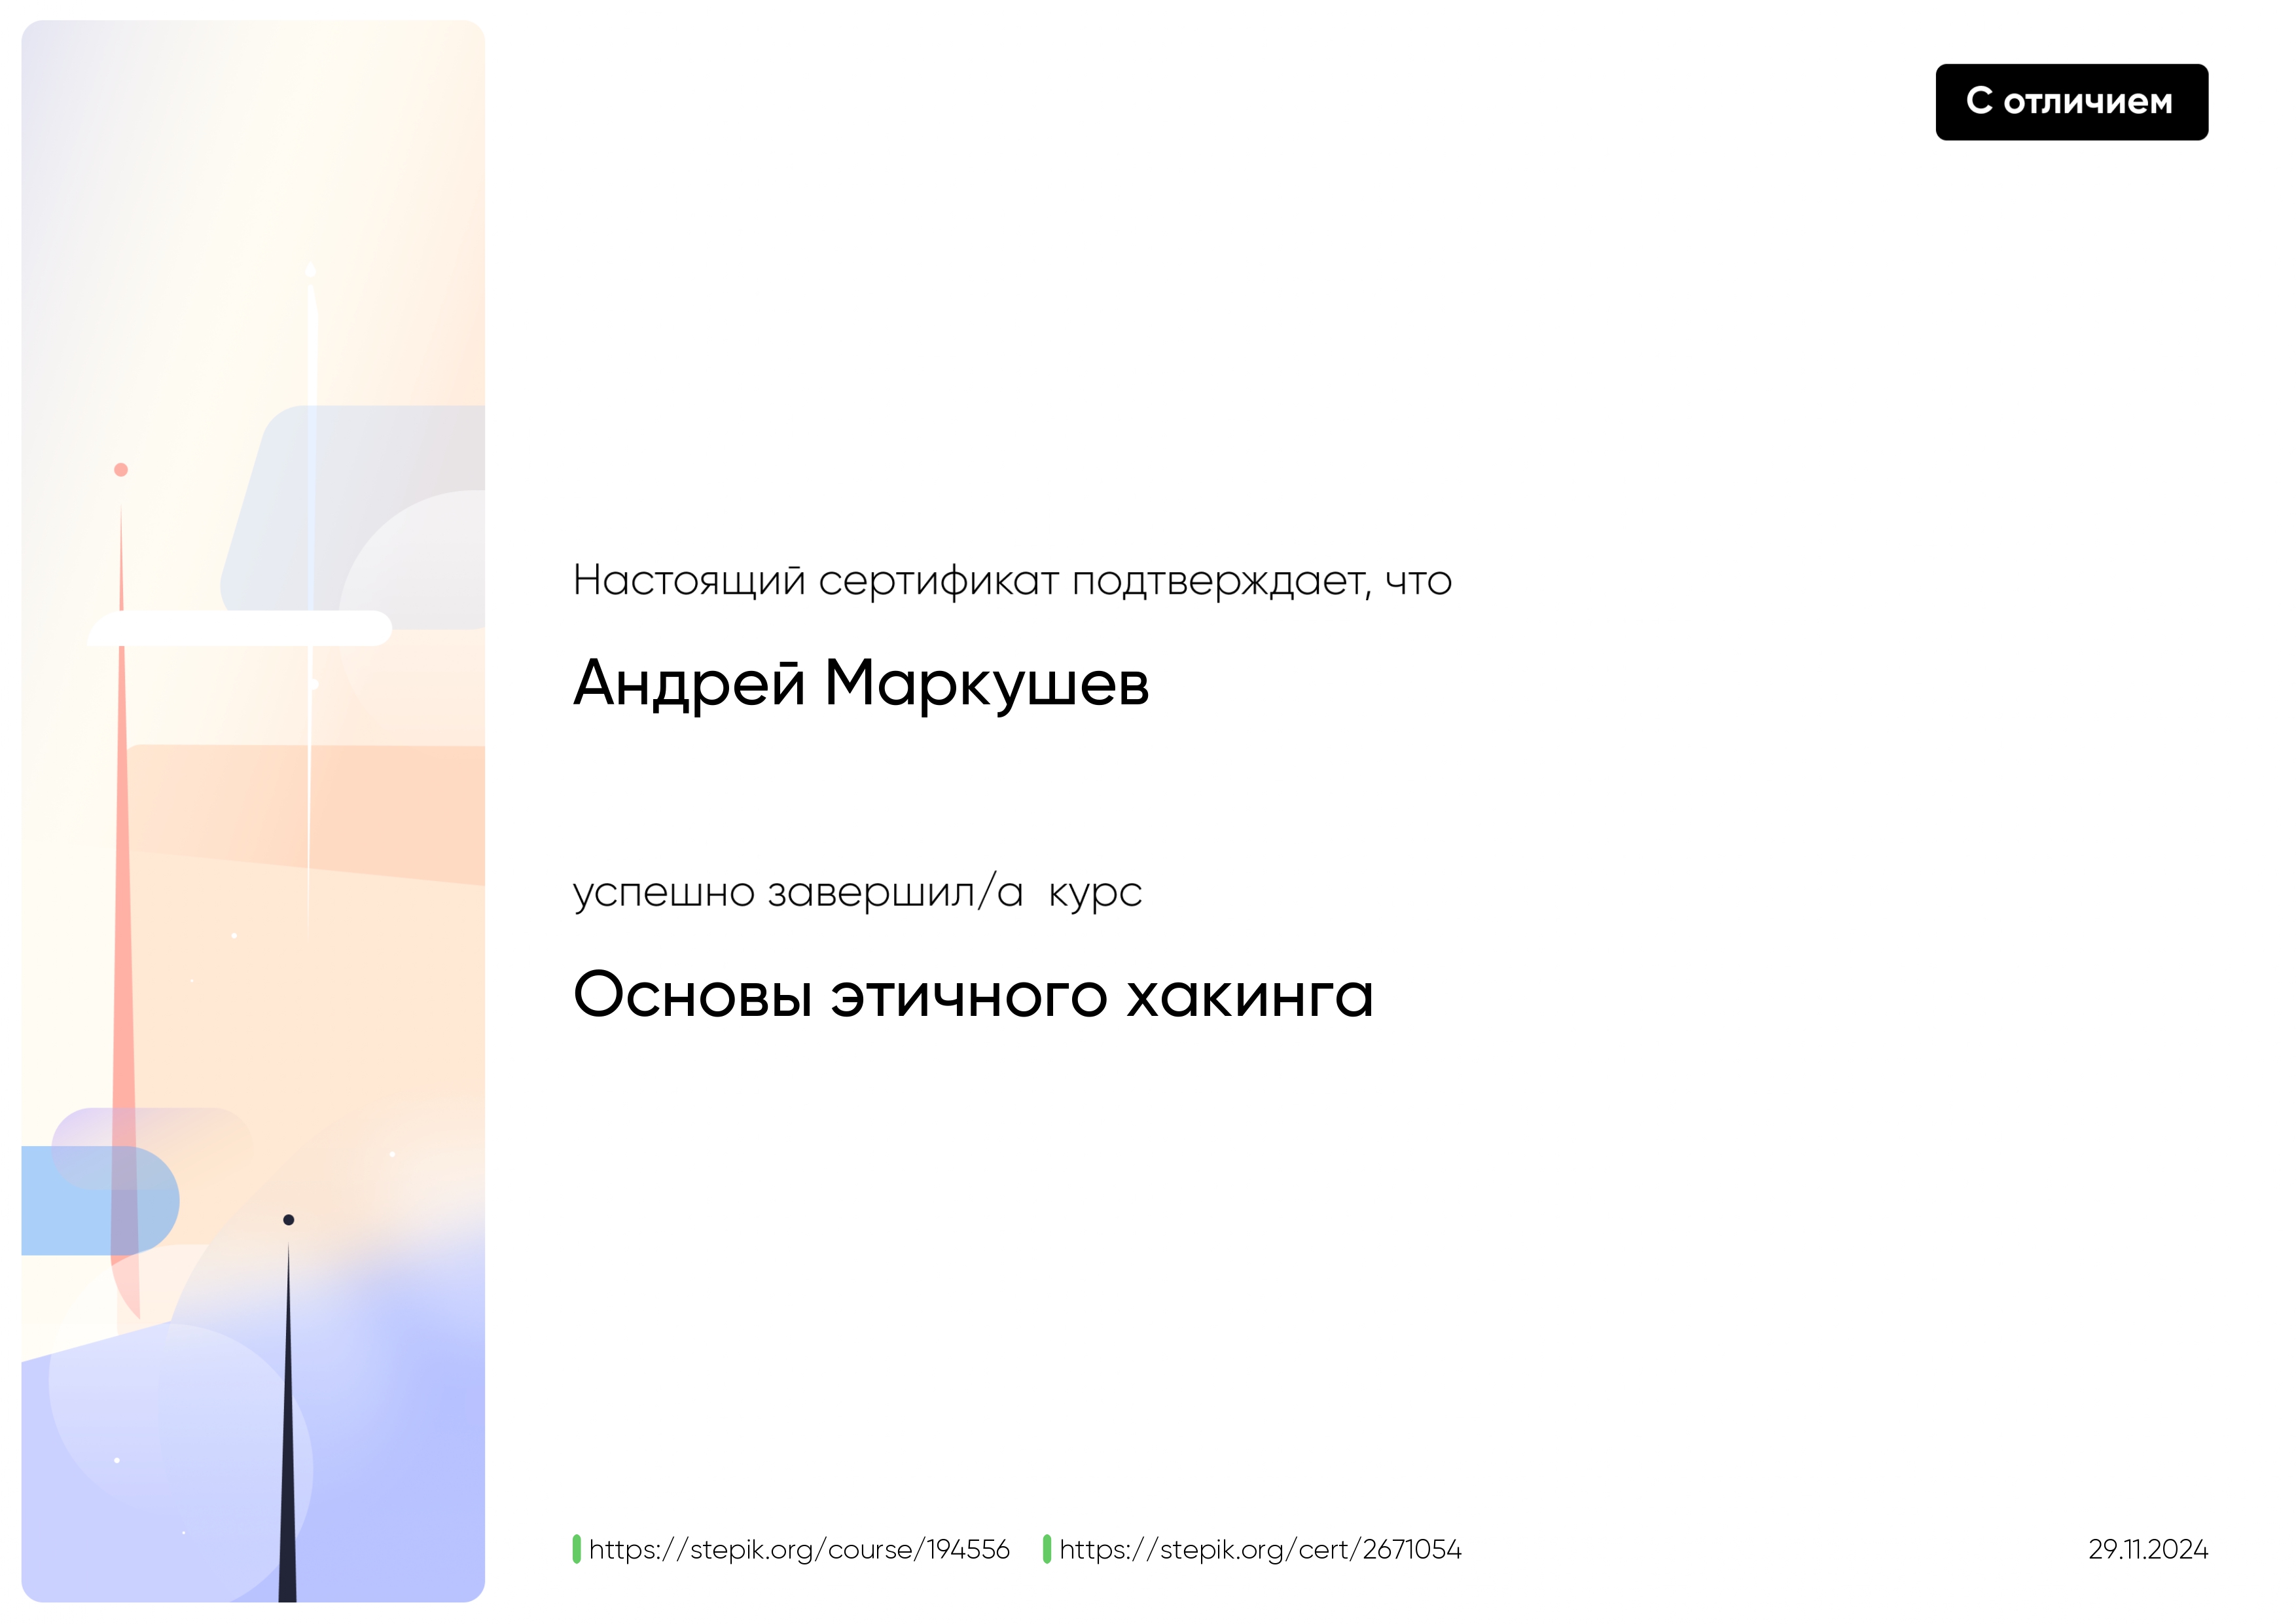 С отличием
Настоящий сертификат подтверждает, что
Андрей Маркушев
успешно завершил/а  курс
Основы этичного хакинга
https://stepik.org/course/194556 https://stepik.org/cert/2671054 29.11.2024